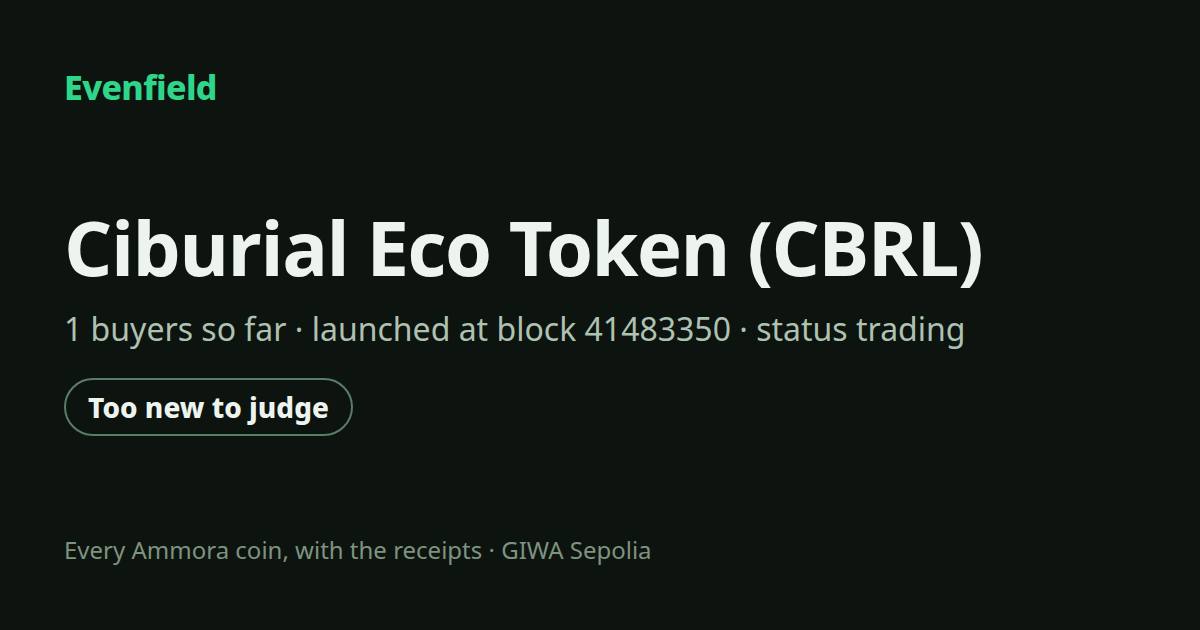 Evenfield
Ciburial Eco Token (CBRL)
1 buyers so far · launched at block 41483350 · status trading
Too new to judge
Every Ammora coin, with the receipts · GIWA Sepolia